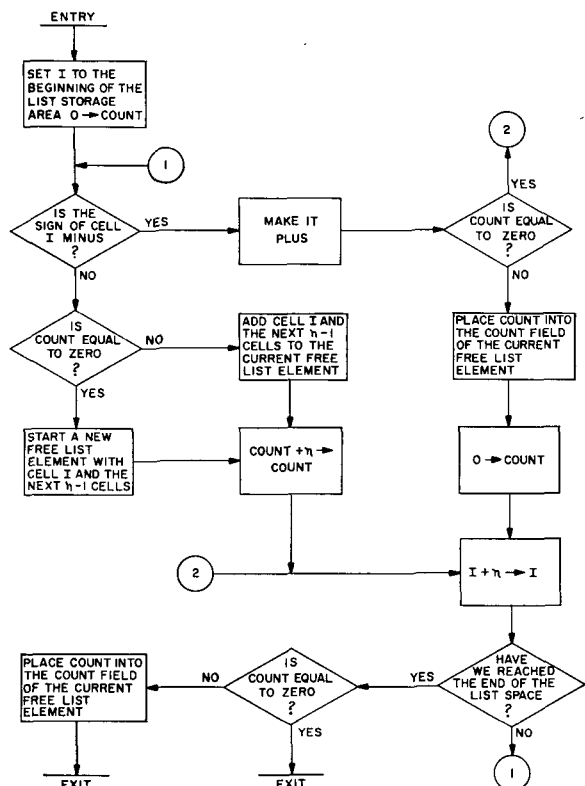 ENTRY
SET I TO THE
BEGINNING OF THE
LIST STORAGE
AREA O → COUNT
1
2
IS THE
SIGN OF CELL
I MINUS
?
YES
MAKE IT
PLUS
YES
IS
COUNT EQUAL
TO ZERO
?
NO
NO
IS
COUNT EQUAL
TO ZERO
?
NO
ADD CELL I AND
THE NEXT η-1
CELLS TO THE
CURRENT FREE
LIST ELEMENT
PLACE COUNT INTO
THE COUNT FIELD
OF THE CURRENT
FREE LIST
ELEMENT
YES
START A NEW
FREE LIST
ELEMENT WITH
CELL I AND THE
NEXT η-1 CELLS
COUNT + η →
COUNT
O → COUNT
2
I + η → I
PLACE COUNT INTO
THE COUNT FIELD
OF THE CURRENT
FREE LIST
ELEMENT
NO
IS
COUNT EQUAL
TO ZERO
?
YES
YES
HAVE
WE REACHED
THE END OF THE
LIST SPACE
?
NO
EXIT
EXIT
1